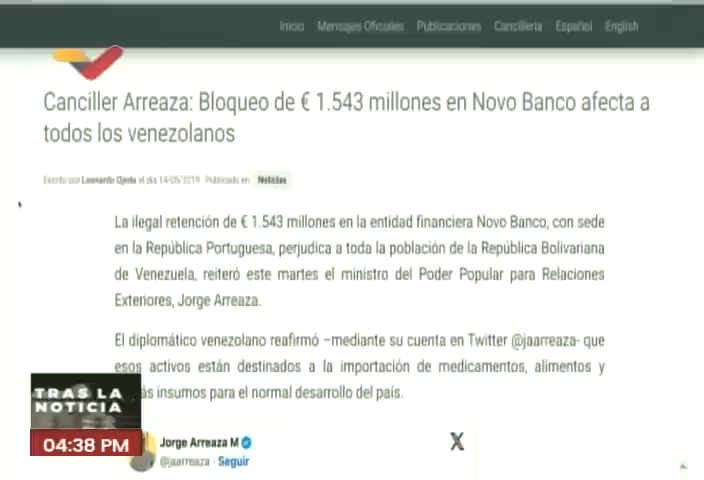 Inicio Mensajes Oficiales Publicaciones Cancillería Español English
Canciller Arreaza: Bloqueo de € 1.543 millones en Novo Banco afecta a
todos los venezolanos
Escrito por Leonardo Ojeda el dia 14/05/2019 Publicado en Noticias
La ilegal retención de € 1.543 millones en la entidad financiera Novo Banco, con sede
en la República Portuguesa, perjudica a toda la población de la República Bolivariana
de Venezuela, reiteró este martes el ministro del Poder Popular para Relaciones
Exteriores, Jorge Arreaza.
El diplomático venezolano reafirmó –mediante su cuenta en Twitter @jaarreaza- que
esos activos están destinados a la importación de medicamentos, alimentos y
ás insumos para el normal desarrollo del país.
TRAS LA
NOTICIA
04:38 PM
Jorge Arreaza M
@jaarreaza · Seguir